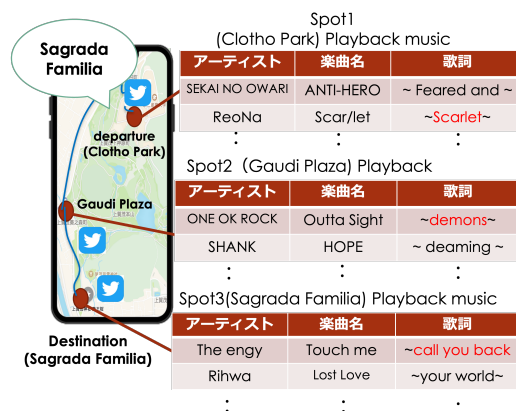 Sagrada
Familia
departure
(Clotho Park)
Gaudi Plaza
Destination
(Sagrada Familia)
Spot1
(Clotho Park) Playback music
アーティスト 楽曲名 歌詞
SEKAI NO OWARI ANTI-HERO ~ Feared and ~
ReoNa Scar/let ~Scarlet~
: : :
Spot2（Gaudi Plaza) Playback
アーティスト 楽曲名 歌詞
ONE OK ROCK Outta Sight ~demons~
SHANK HOPE ~ deaming ~
: : :
Spot3(Sagrada Familia) Playback music
アーティスト 楽曲名 歌詞
The engy Touch me ~call you back
Rihwa Lost Love ~your world~
: : :